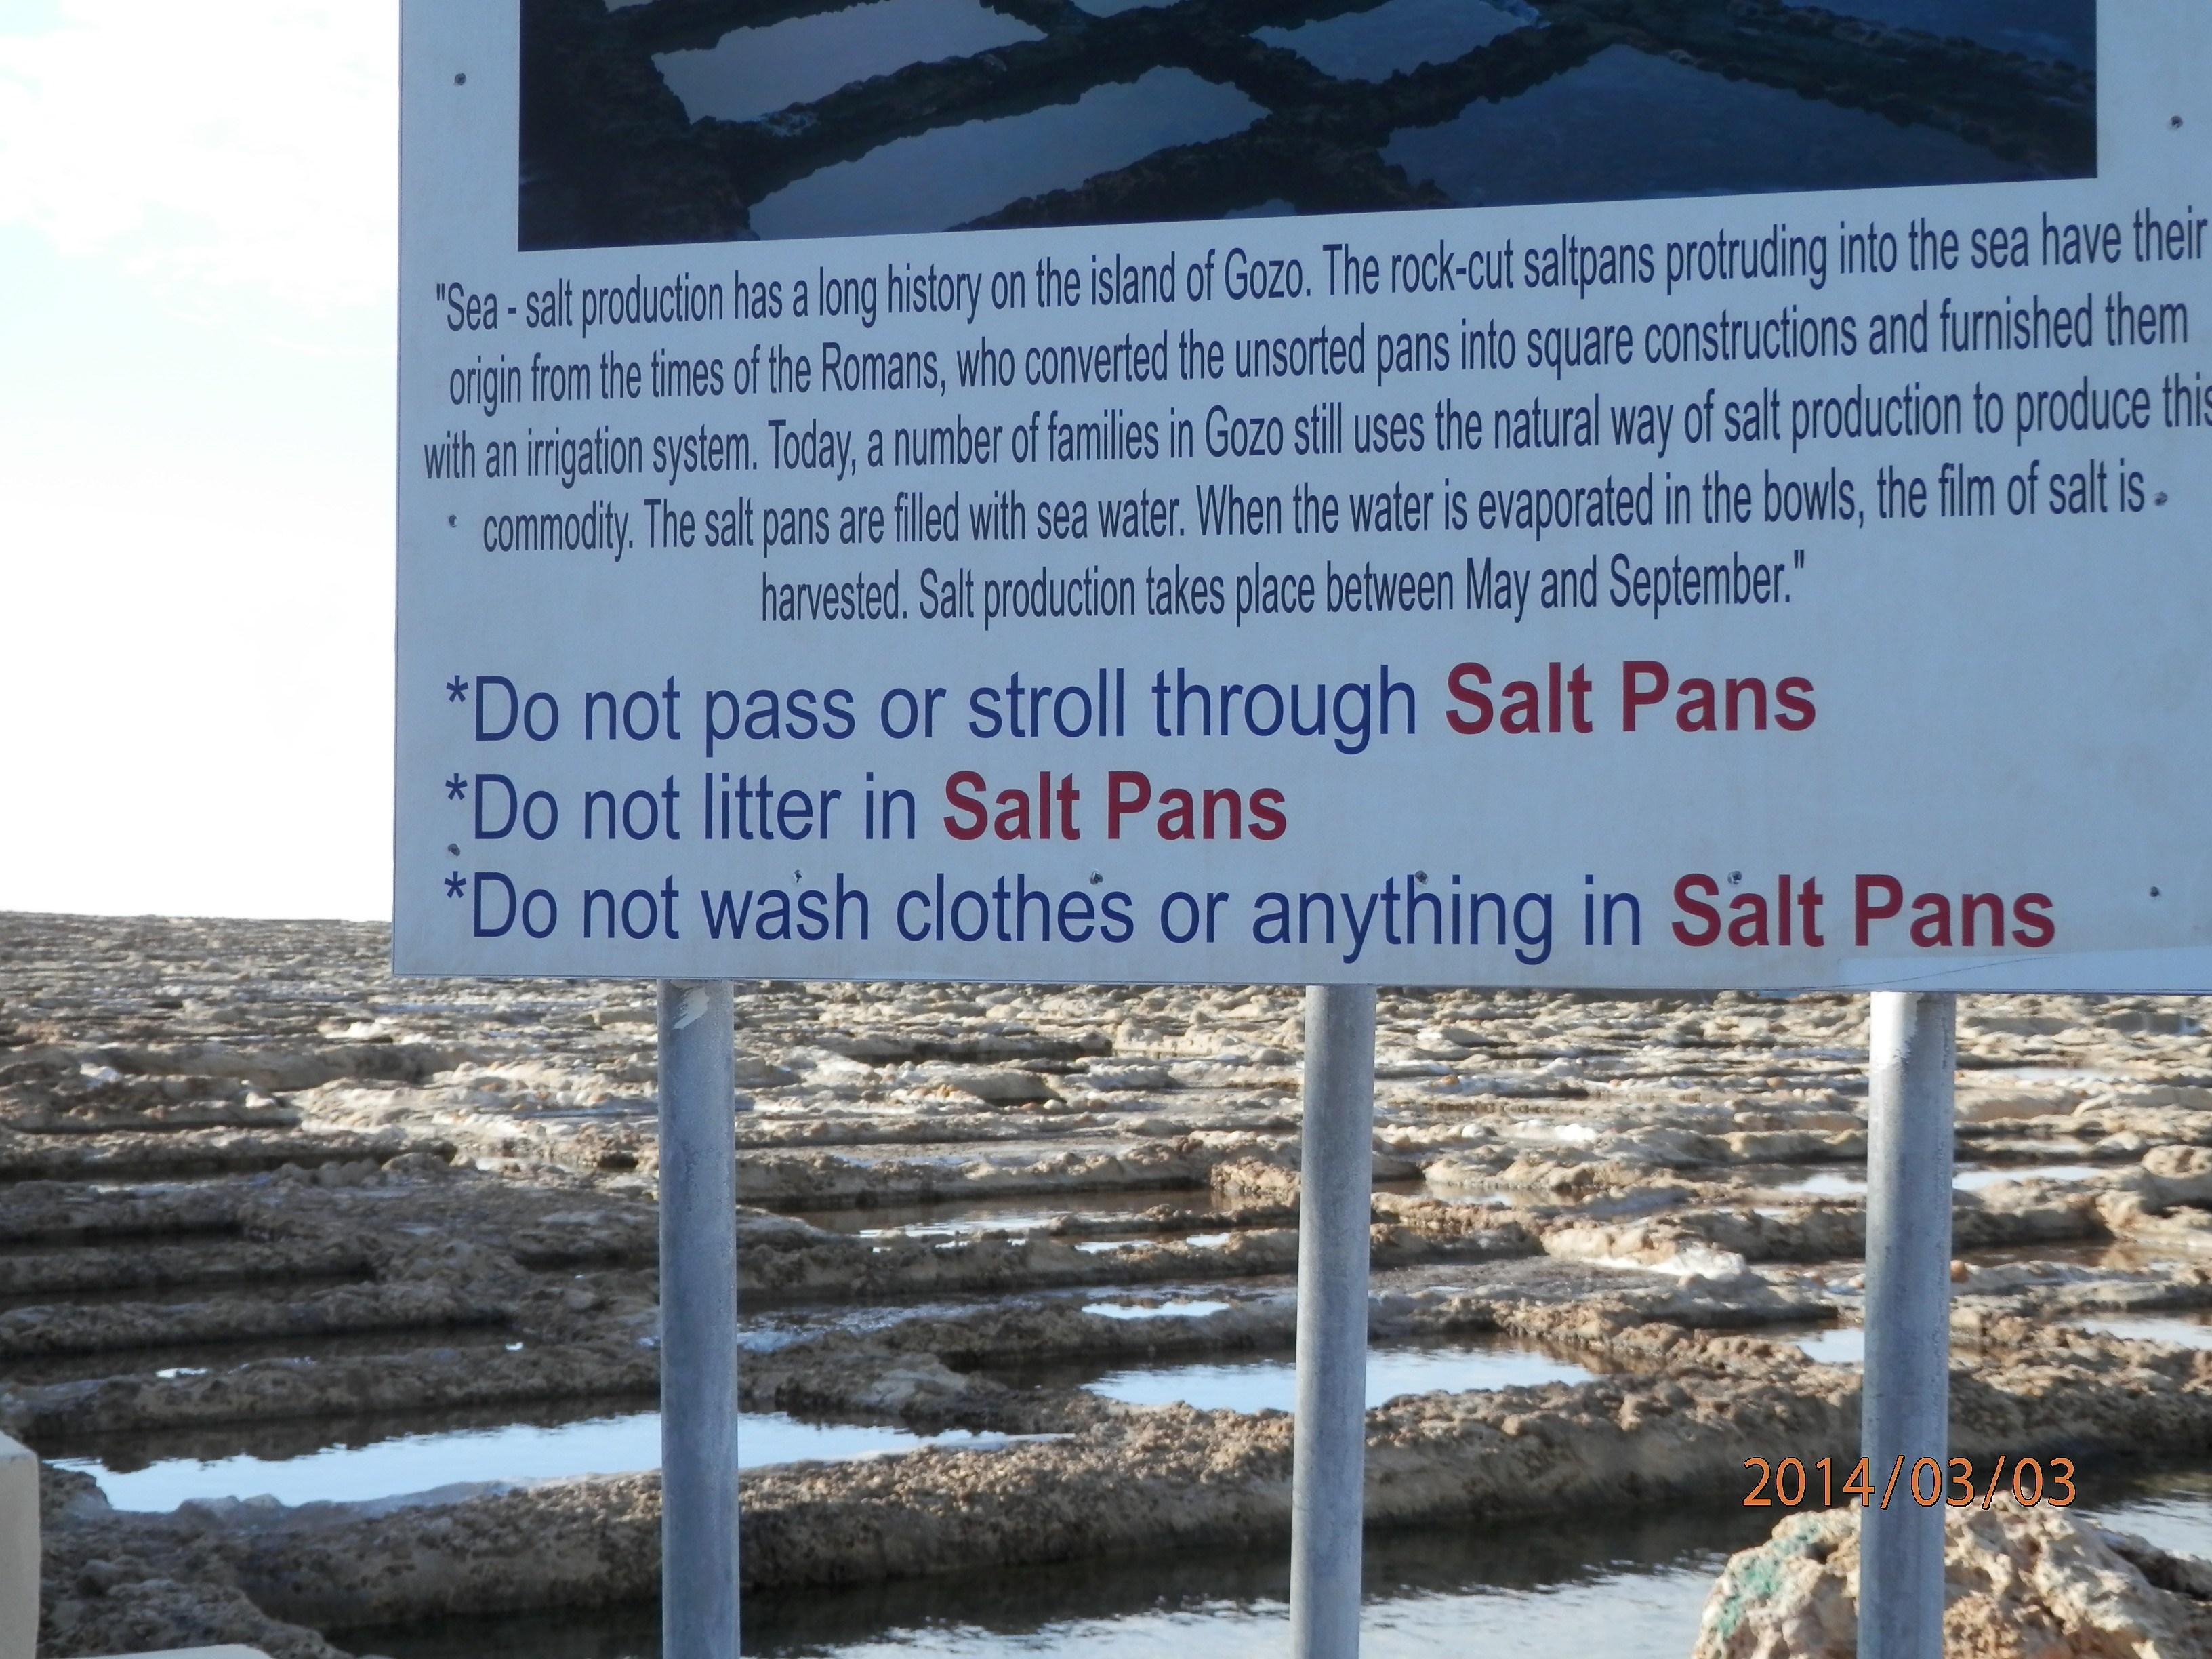 "Sea - salt production has a long history on the island of Gozo. The rock-cut saltpans protruding into the sea have their
origin from the times of the Romans, who converted the unsorted pans into square constructions and furnished them
with an irrigation system. Today, a number of families in Gozo still uses the natural way of salt production to produce this
commodity. The salt pans are filled with sea water. When the water is evaporated in the bowls, the film of salt is
harvested. Salt production takes place between May and September."
*Do not pass or stroll through Salt Pans
*Do not litter in Salt Pans
*Do not wash clothes or anything in Salt Pans
2014/03/03